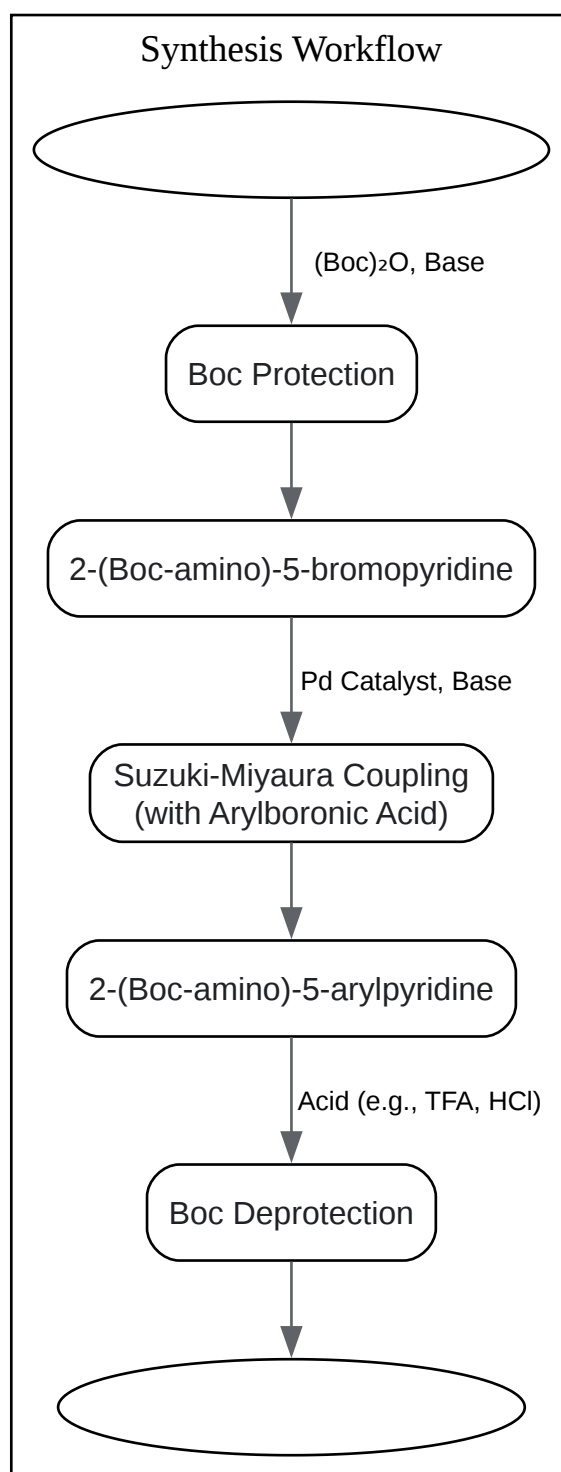 Synthesis Workflow
(Boc)₂O, Base
Boc Protection
2-(Boc-amino)-5-bromopyridine
Pd Catalyst, Base
Suzuki-Miyaura Coupling
(with Arylboronic Acid)
2-(Boc-amino)-5-arylpyridine
Acid (e.g., TFA, HCl)
Boc Deprotection